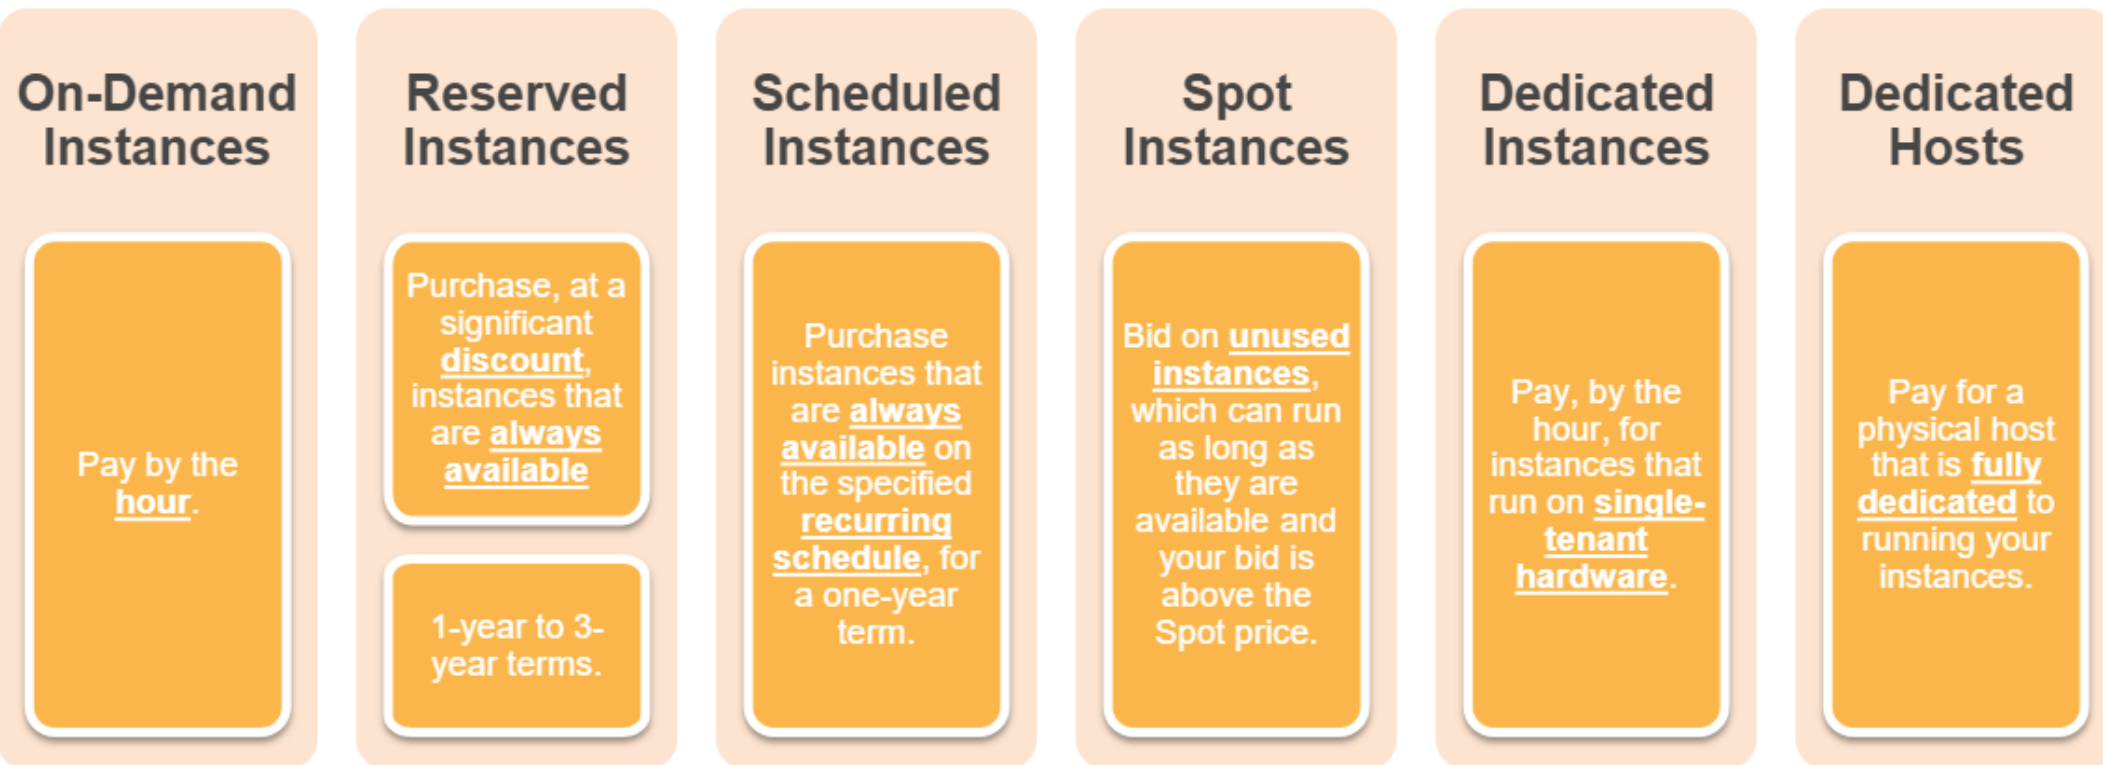 On-Demand
Instances
Pay by the
hour.
Reserved
Instances
Purchase, at a
significant
discount,
instances that
are always
available
1-year to 3-
year terms.
Scheduled
Instances
Purchase
instances that
are always
available on
the specified
recurring
schedule, for
a one-year
term.
Spot
Instances
Bid on unused
instances,
which can run
as long as
they are
available and
your bid is
above the
Spot price.
Dedicated
Instances
Pay, by the
hour, for
instances that
run on single-
tenant
hardware.
Dedicated
Hosts
Pay for a
physical host
that is fully
dedicated to
running your
instances.